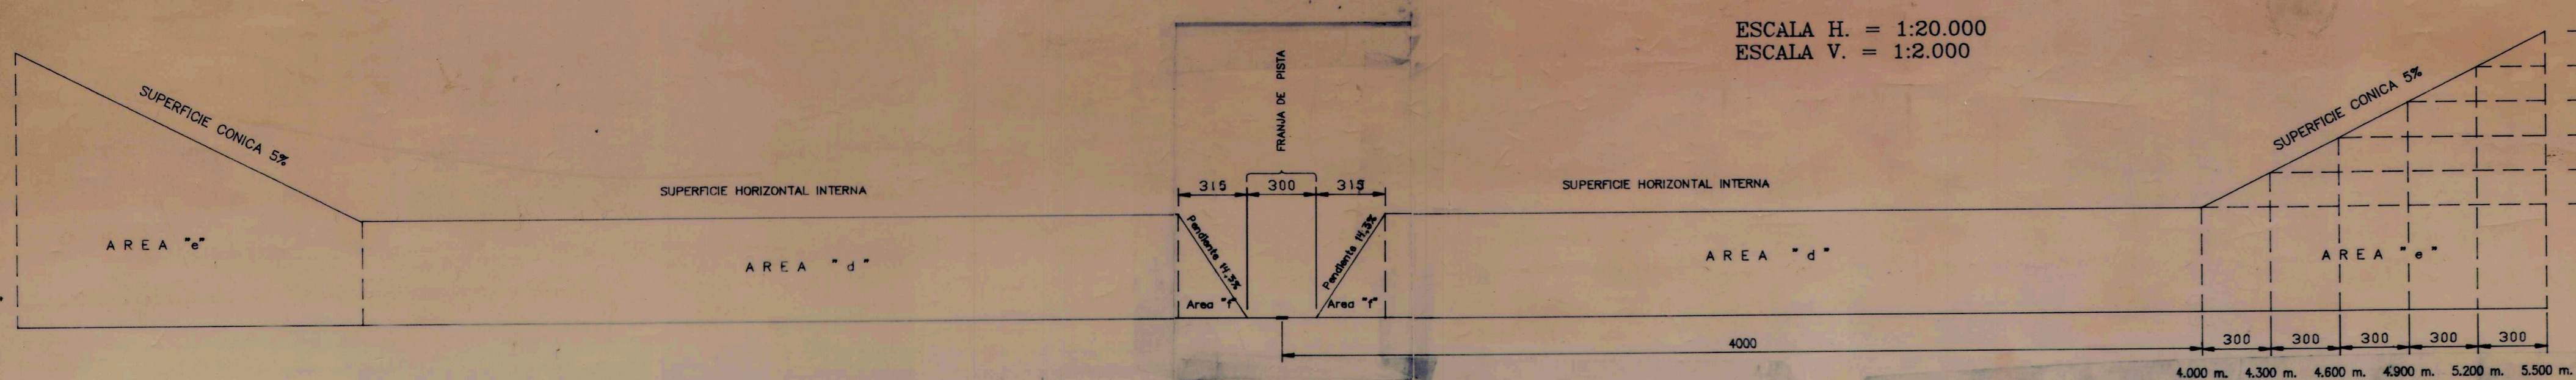 ESCALA H. = 1:20.000
ESCALA V. = 1:2.000
FRANJA DE PISTA
SUPERFICIE CONICA 5%
SUPERFICIE CONICA 5%
SUPERFICIE HORIZONTAL INTERNA
315 300 315
SUPERFICIE HORIZONTAL INTERNA
Pendiente 14,3%
Pendiente 14,3%
AREA "e"
AREA "d"
AREA "d"
AREA "e"
Area "f"
Area "f"
4000
300 300 300 300 300
4.000 m. 4.300 m. 4.600 m. 4.900 m. 5.200 m. 5.500 m.